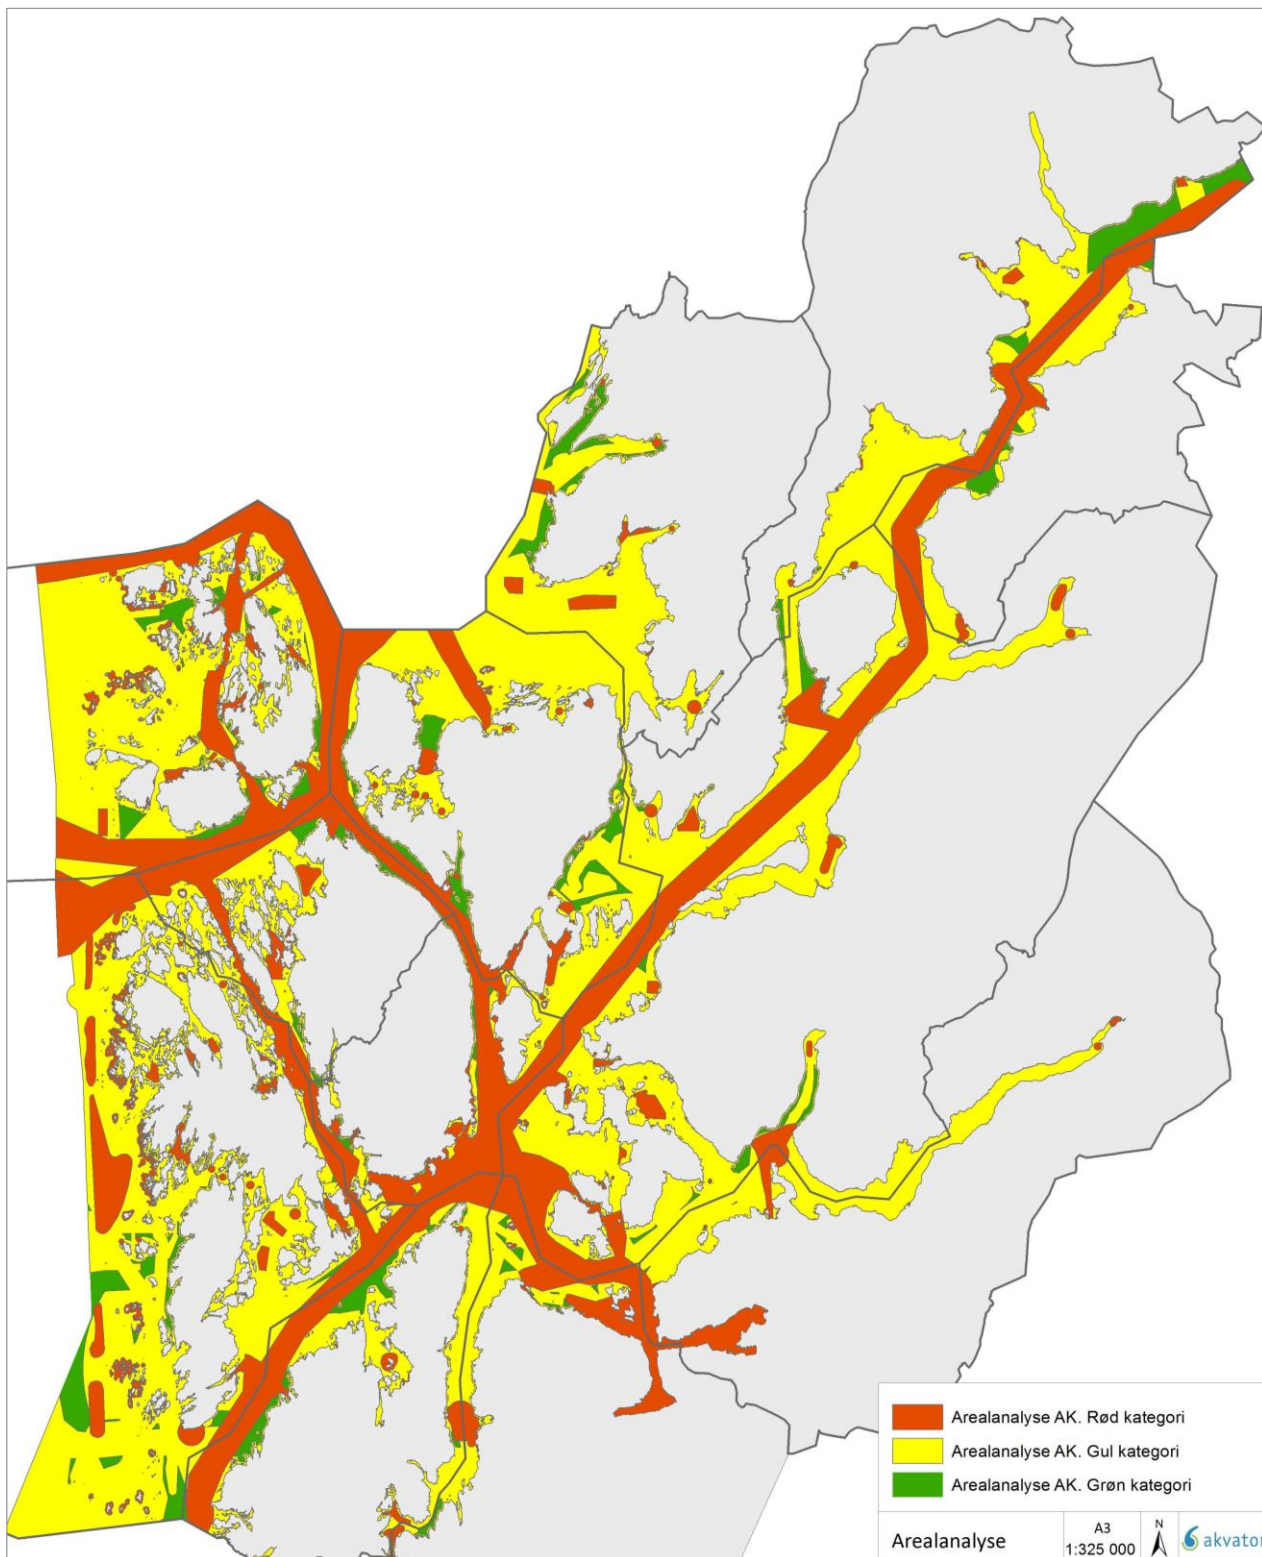 Arealanalyse AK. Rød kategori
Arealanalyse AK. Gul kategori
Arealanalyse AK. Grøn kategori
Arealanalyse
A3
1:325 000
N
akvator